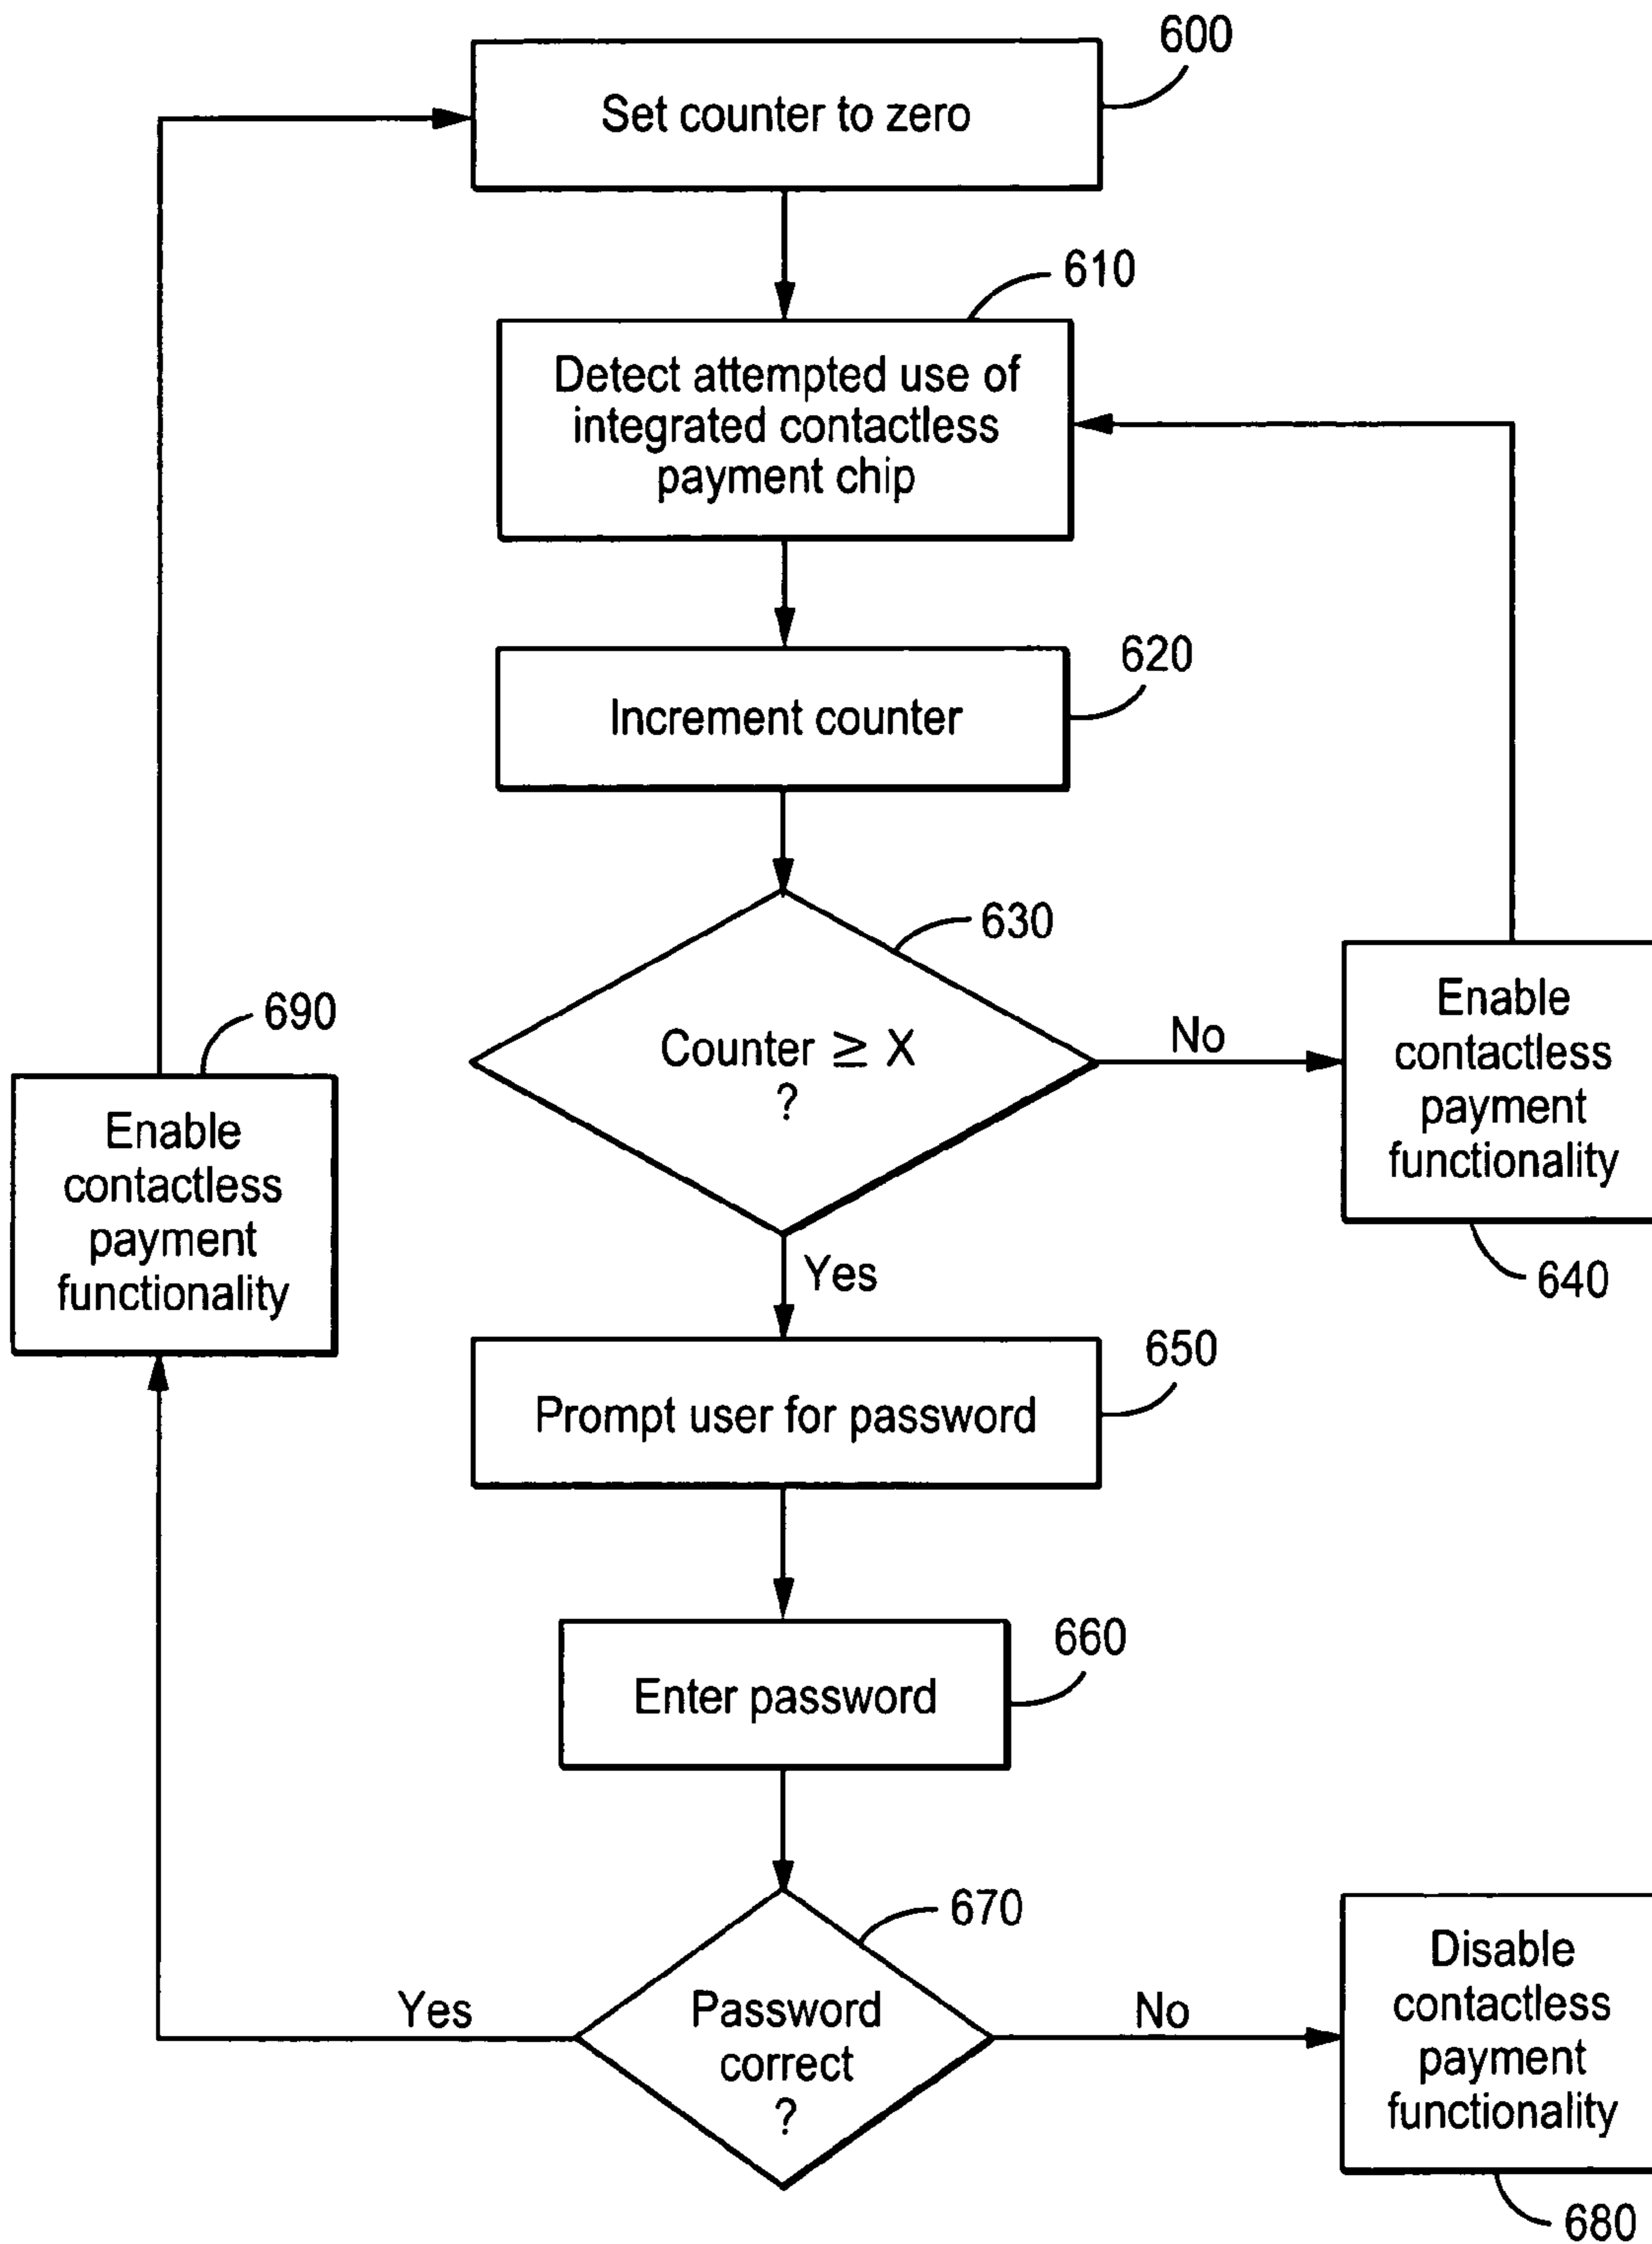 600
Set counter to zero
610
Detect attempted use of
integrated contactless
payment chip
620
Increment counter
630
Counter ≥ X
?
No
Enable
contactless
payment
functionality
640
690
Enable
contactless
payment
functionality
Yes
650
Prompt user for password
660
Enter password
670
Password
correct
?
Yes
No
Disable
contactless
payment
functionality
680